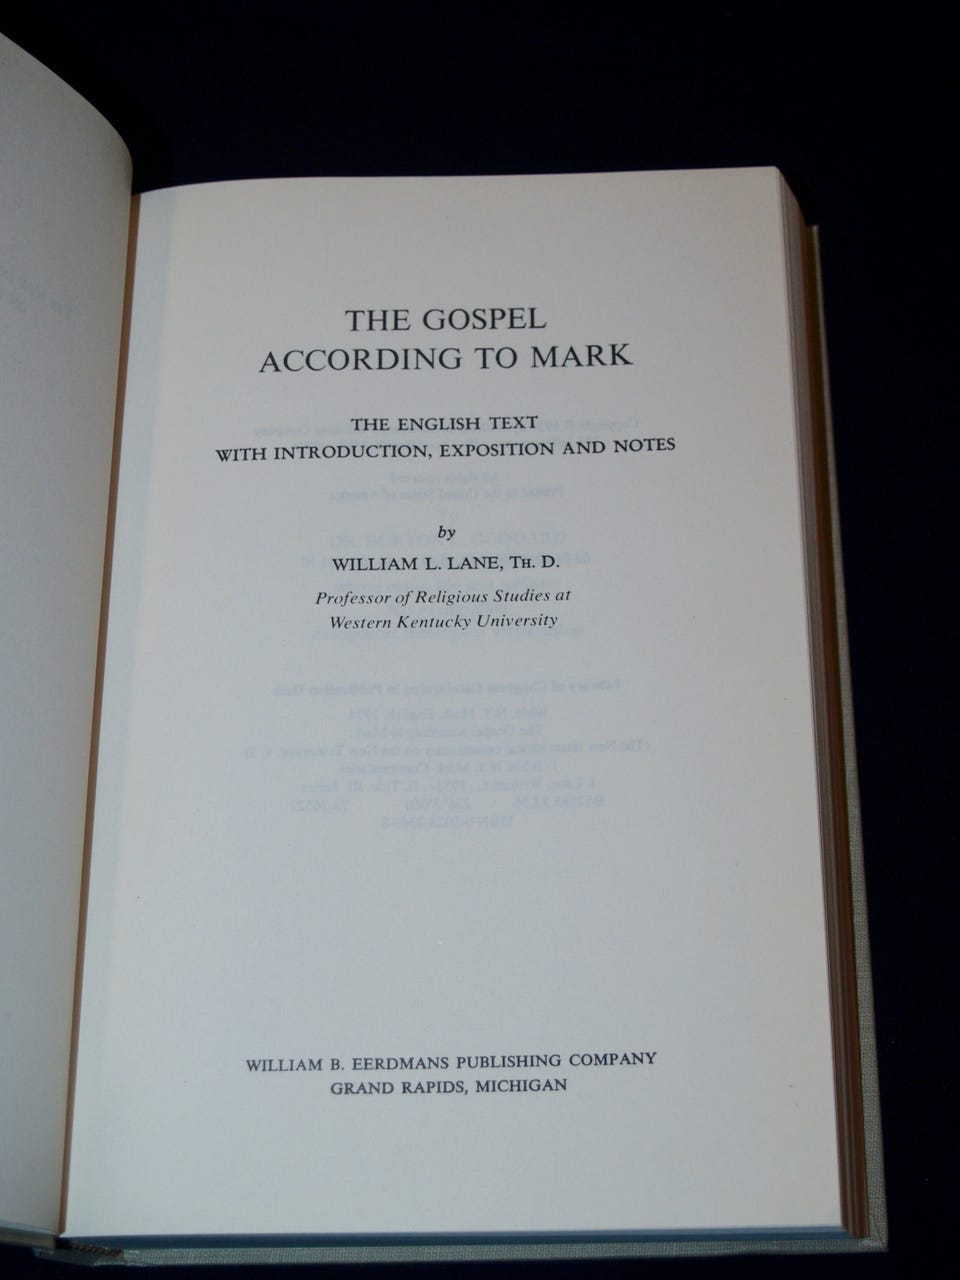 THE GOSPEL
ACCORDING TO MARK
THE ENGLISH TEXT
WITH INTRODUCTION, EXPOSITION AND NOTES
by
WILLIAM L. LANE, TH. D.
Professor of Religious Studies at
Western Kentucky University
WILLIAM B. EERDMANS PUBLISHING COMPANY
GRAND RAPIDS, MICHIGAN